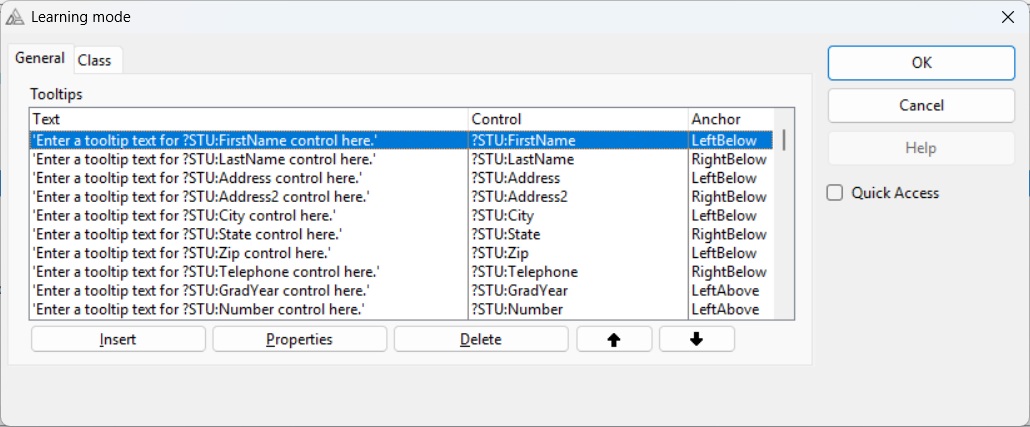 Learning mode
General Class
OK
Cancel
Help
Quick Access
Tooltips
Text Control Anchor
'Enter a tooltip text for ?STU:FirstName control here.' ?STU:FirstName LeftBelow
'Enter a tooltip text for ?STU:LastName control here.' ?STU:LastName RightBelow
'Enter a tooltip text for ?STU:Address control here.' ?STU:Address LeftBelow
'Enter a tooltip text for ?STU:Address2 control here.' ?STU:Address2 RightBelow
'Enter a tooltip text for ?STU:City control here.' ?STU:City LeftBelow
'Enter a tooltip text for ?STU:State control here.' ?STU:State RightBelow
'Enter a tooltip text for ?STU:Zip control here.' ?STU:Zip LeftBelow
'Enter a tooltip text for ?STU:Telephone control here.' ?STU:Telephone RightBelow
'Enter a tooltip text for ?STU:GradYear control here.' ?STU:GradYear LeftAbove
'Enter a tooltip text for ?STU:Number control here.' ?STU:Number LeftAbove
Insert Properties Delete